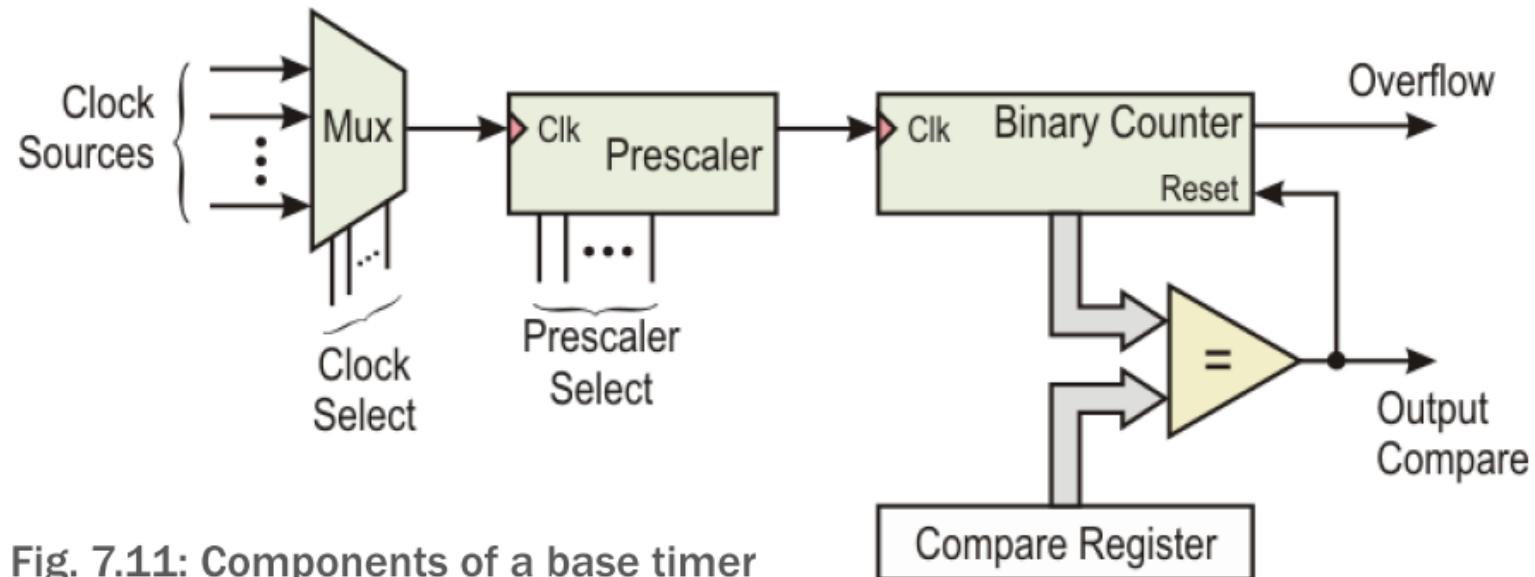 Clock
Sources
Mux
Clock
Select
Clk
Prescaler
Prescaler
Select
Clk
Binary Counter
Reset
Overflow
=
Output
Compare
Compare Register
Fig. 7.11: Components of a base timer